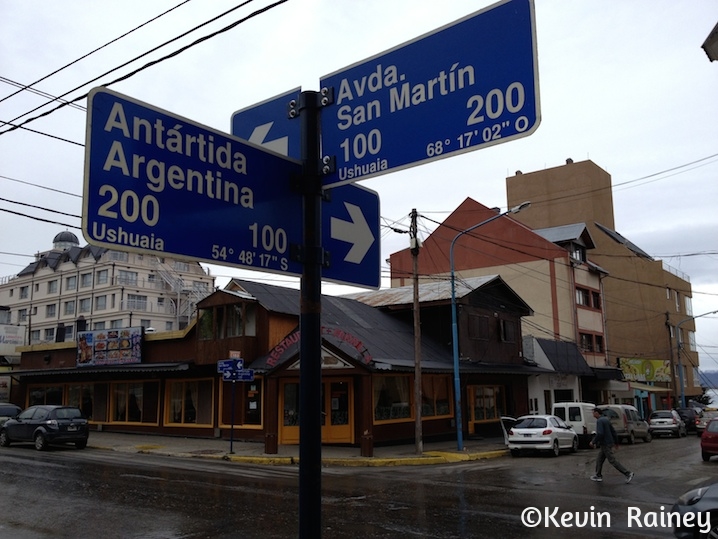 Antártida
Argentina
200 100
Ushuaia
54° 48' 17" S
Avda.
San Martín
100 200
Ushuaia
68° 17' 02" O
©Kevin Rainey